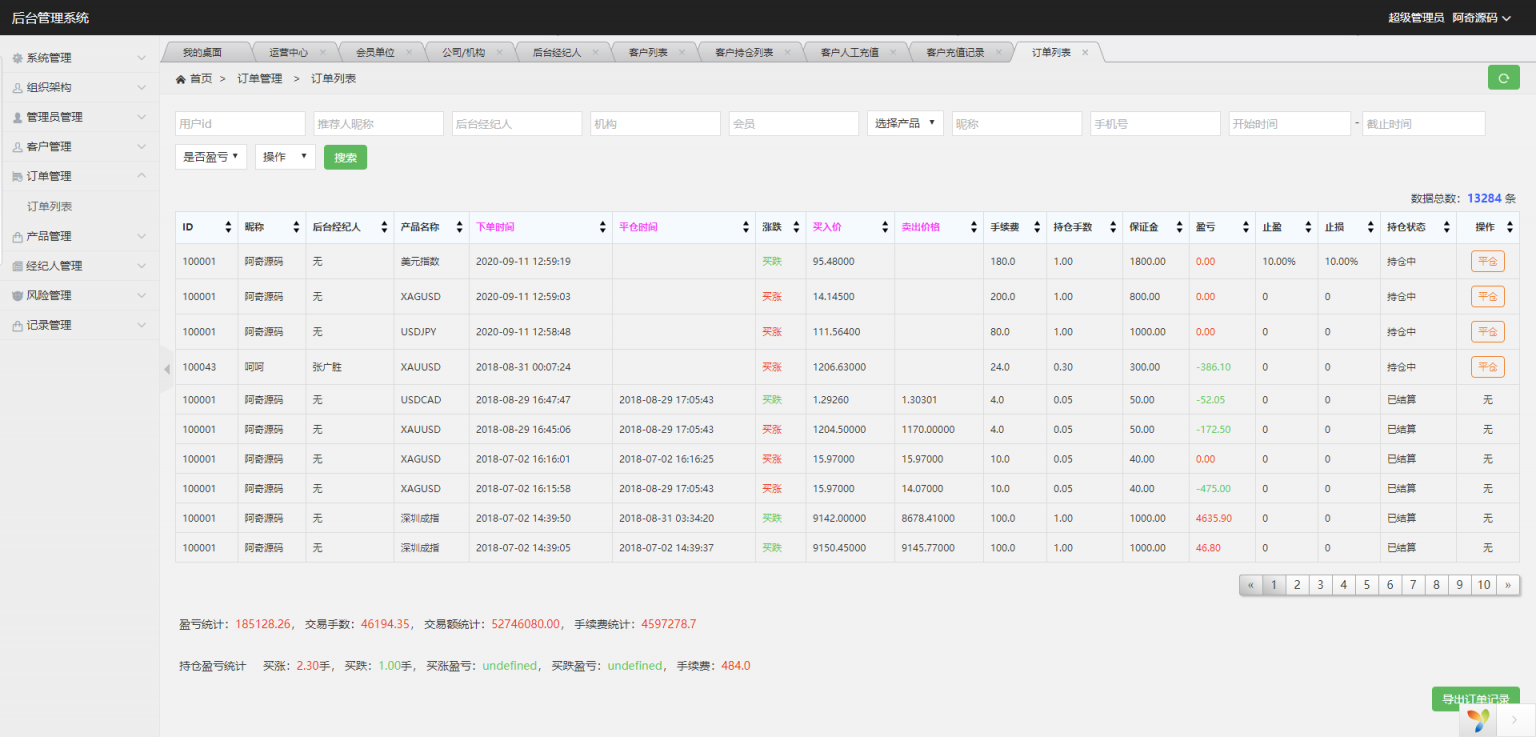 后台管理系统
超级管理员 阿奇源码
系统管理
组织架构
管理员管理
客户管理
订单管理
订单列表
产品管理
经纪人管理
风险管理
记录管理
我的桌面 运营中心 × 会员单位 × 公司/机构 × 后台经纪人 × 客户列表 × 客户持仓列表 × 客户人工充值 × 客户充值记录 × 订单列表 ×
首页 > 订单管理 > 订单列表
用户id 推荐人昵称 后台经纪人 机构 会员 选择产品 ▼ 昵称 手机号 开始时间 - 截止时间
是否盈亏 ▼ 操作 ▼ 搜索
数据总数：13284 条
ID 昵称 后台经纪人 产品名称 下单时间 平仓时间 涨跌 买入价 卖出价格 手续费 持仓手数 保证金 盈亏 止盈 止损 持仓状态 操作
100001 阿奇源码 无 美元指数 2020-09-11 12:59:19 买跌 95.48000 180.0 1.00 1800.00 0.00 10.00% 10.00% 持仓中 平仓
100001 阿奇源码 无 XAGUSD 2020-09-11 12:59:03 买涨 14.14500 200.0 1.00 800.00 0.00 0 0 持仓中 平仓
100001 阿奇源码 无 USDJPY 2020-09-11 12:58:48 买涨 111.56400 80.0 1.00 1000.00 0.00 0 0 持仓中 平仓
100043 呵呵 张广胜 XAUUSD 2018-08-31 00:07:24 买涨 1206.63000 24.0 0.30 300.00 -386.10 0 0 持仓中 平仓
100001 阿奇源码 无 USDCAD 2018-08-29 16:47:47 2018-08-29 17:05:43 买跌 1.29260 1.30301 4.0 0.05 50.00 -52.05 0 0 已结算 无
100001 阿奇源码 无 XAUUSD 2018-08-29 16:45:06 2018-08-29 17:05:43 买涨 1204.50000 1170.00000 4.0 0.05 50.00 -172.50 0 0 已结算 无
100001 阿奇源码 无 XAGUSD 2018-07-02 16:16:01 2018-07-02 16:16:25 买涨 15.97000 15.97000 10.0 0.05 40.00 0.00 0 0 已结算 无
100001 阿奇源码 无 XAGUSD 2018-07-02 16:15:58 2018-08-29 17:05:43 买涨 15.97000 14.07000 10.0 0.05 40.00 -475.00 0 0 已结算 无
100001 阿奇源码 无 深圳成指 2018-07-02 14:39:50 2018-08-31 03:34:20 买跌 9142.00000 8678.41000 100.0 1.00 1000.00 4635.90 0 0 已结算 无
100001 阿奇源码 无 深圳成指 2018-07-02 14:39:05 2018-07-02 14:39:37 买跌 9150.45000 9145.77000 100.0 1.00 1000.00 46.80 0 0 已结算 无
« 1 2 3 4 5 6 7 8 9 10 »
盈亏统计：185128.26， 交易手数：46194.35， 交易额统计：52746080.00， 手续费统计：4597278.7
持仓盈亏统计 买涨：2.30手， 买跌：1.00手， 买涨盈亏：undefined， 买跌盈亏：undefined， 手续费：484.0
导出订单记录